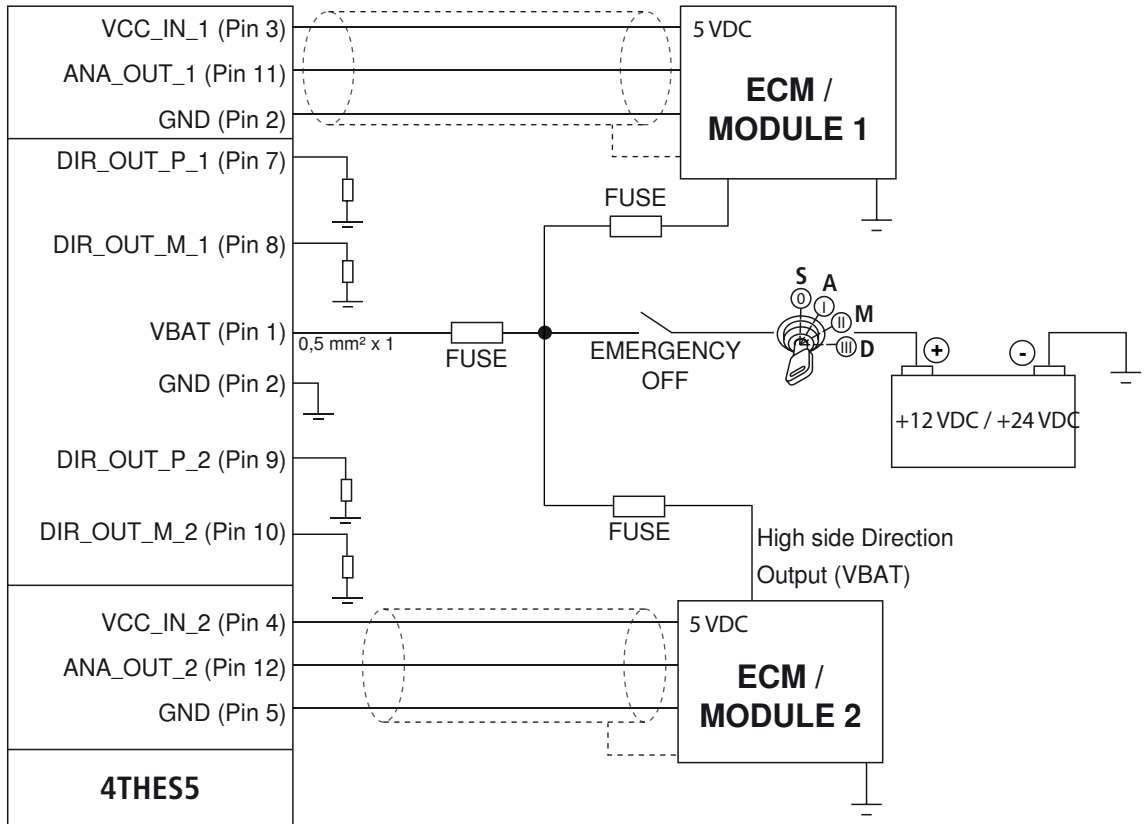 VCC_IN_1 (Pin 3)
ANA_OUT_1 (Pin 11)
GND (Pin 2)
5 VDC
ECM /
MODULE 1
DIR_OUT_P_1 (Pin 7)
FUSE
DIR_OUT_M_1 (Pin 8)
S
A
0
I
II
M
III
D
VBAT (Pin 1)
0,5 mm² x 1
FUSE
EMERGENCY
OFF
+
-
+12 VDC / +24 VDC
GND (Pin 2)
DIR_OUT_P_2 (Pin 9)
DIR_OUT_M_2 (Pin 10)
FUSE
High side Direction
Output (VBAT)
VCC_IN_2 (Pin 4)
ANA_OUT_2 (Pin 12)
GND (Pin 5)
5 VDC
ECM /
MODULE 2
4THES5